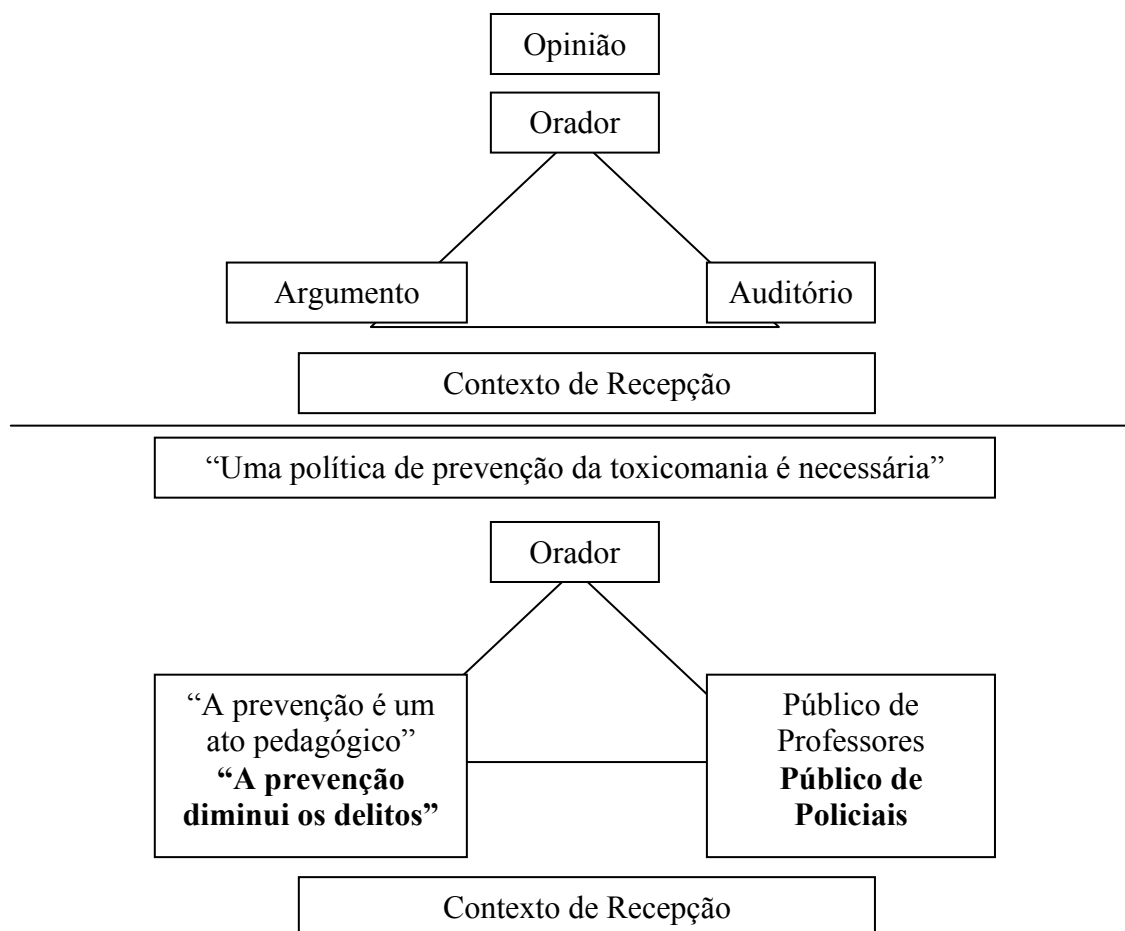 Opinião
Orador
Argumento
Auditório
Contexto de Recepção
“Uma política de prevenção da toxicomania é necessária”
Orador
“A prevenção é um
ato pedagógico”
“A prevenção
diminui os delitos”
Público de
Professores
Público de
Policiais
Contexto de Recepção